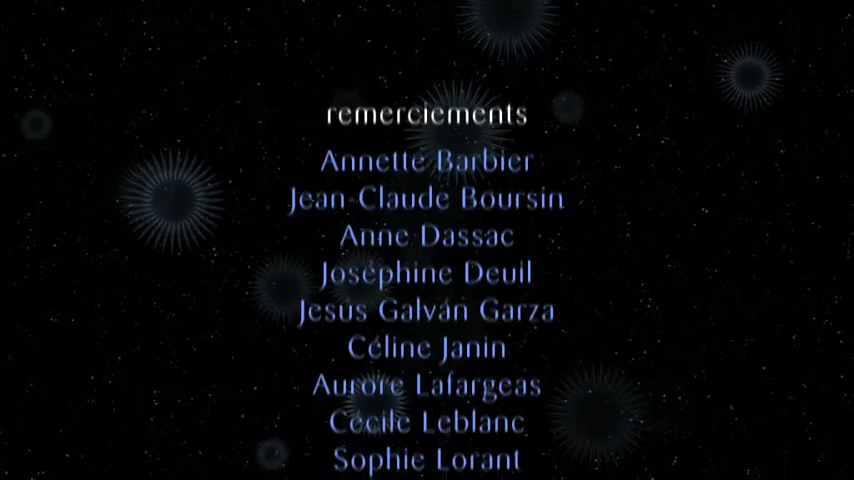 remerciements
Annette Barbier
Jean-Claude Boursin
Anne Dassac
Joséphine Deuil
Jesus Galván Garza
Céline Janin
Aurore Lafargeas
Cécile Leblanc
Sophie Lorant